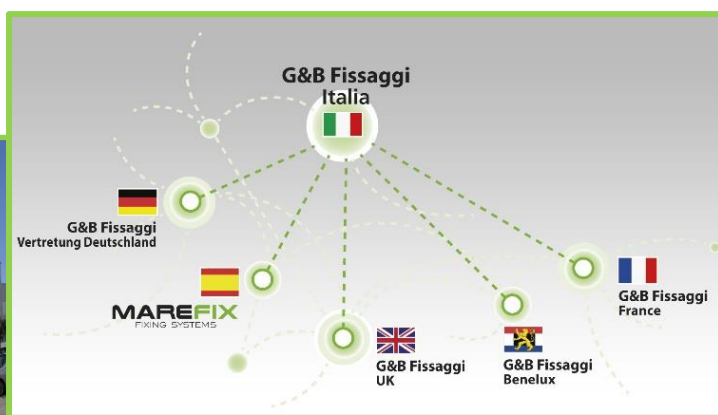 G&B Fissaggi
Italia
G&B Fissaggi
Vertretung Deutschland
MAREFIX
FIXING SYSTEMS
G&B Fissaggi
UK
G&B Fissaggi
Benelux
G&B Fissaggi
France